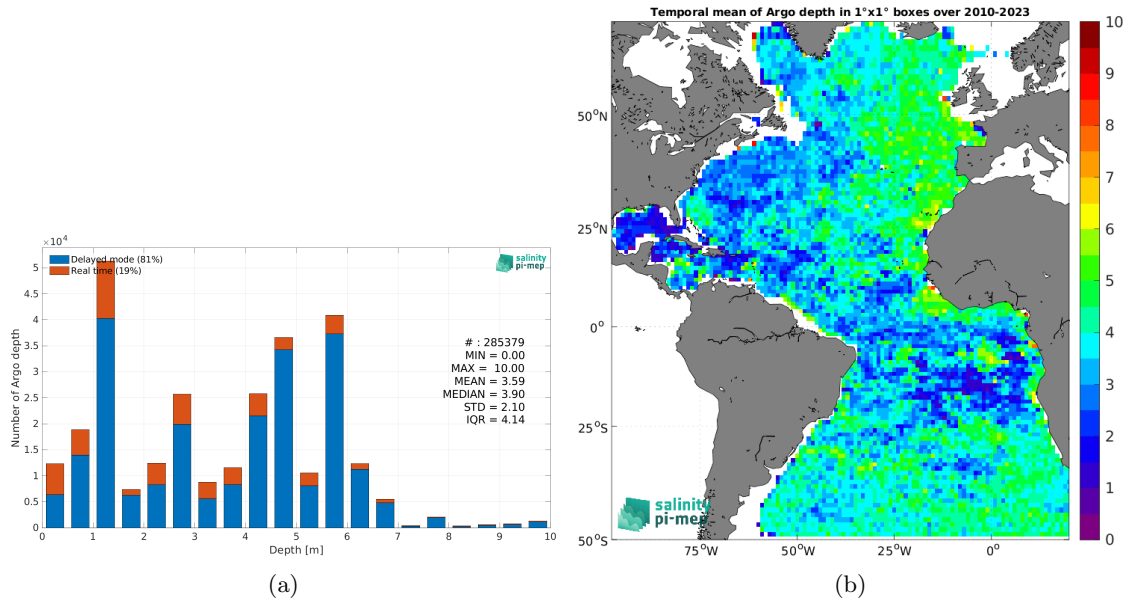 ×10⁴
5
4.5
4
3.5
3
2.5
2
1.5
1
0.5
0
Number of Argo depth
Delayed mode (81%)
Real time (19%)
salinity
pi-mep
# : 285379
MIN = 0.00
MAX = 10.00
MEAN = 3.59
MEDIAN = 3.90
STD = 2.10
IQR = 4.14
0 1 2 3 4 5 6 7 8 9 10
Depth [m]
(a)
Temporal mean of Argo depth in 1°x1° boxes over 2010-2023
50°N
25°N
0°
25°S
50°S
75°W 50°W 25°W 0°
salinity
pi-mep
10
9
8
7
6
5
4
3
2
1
0
(b)